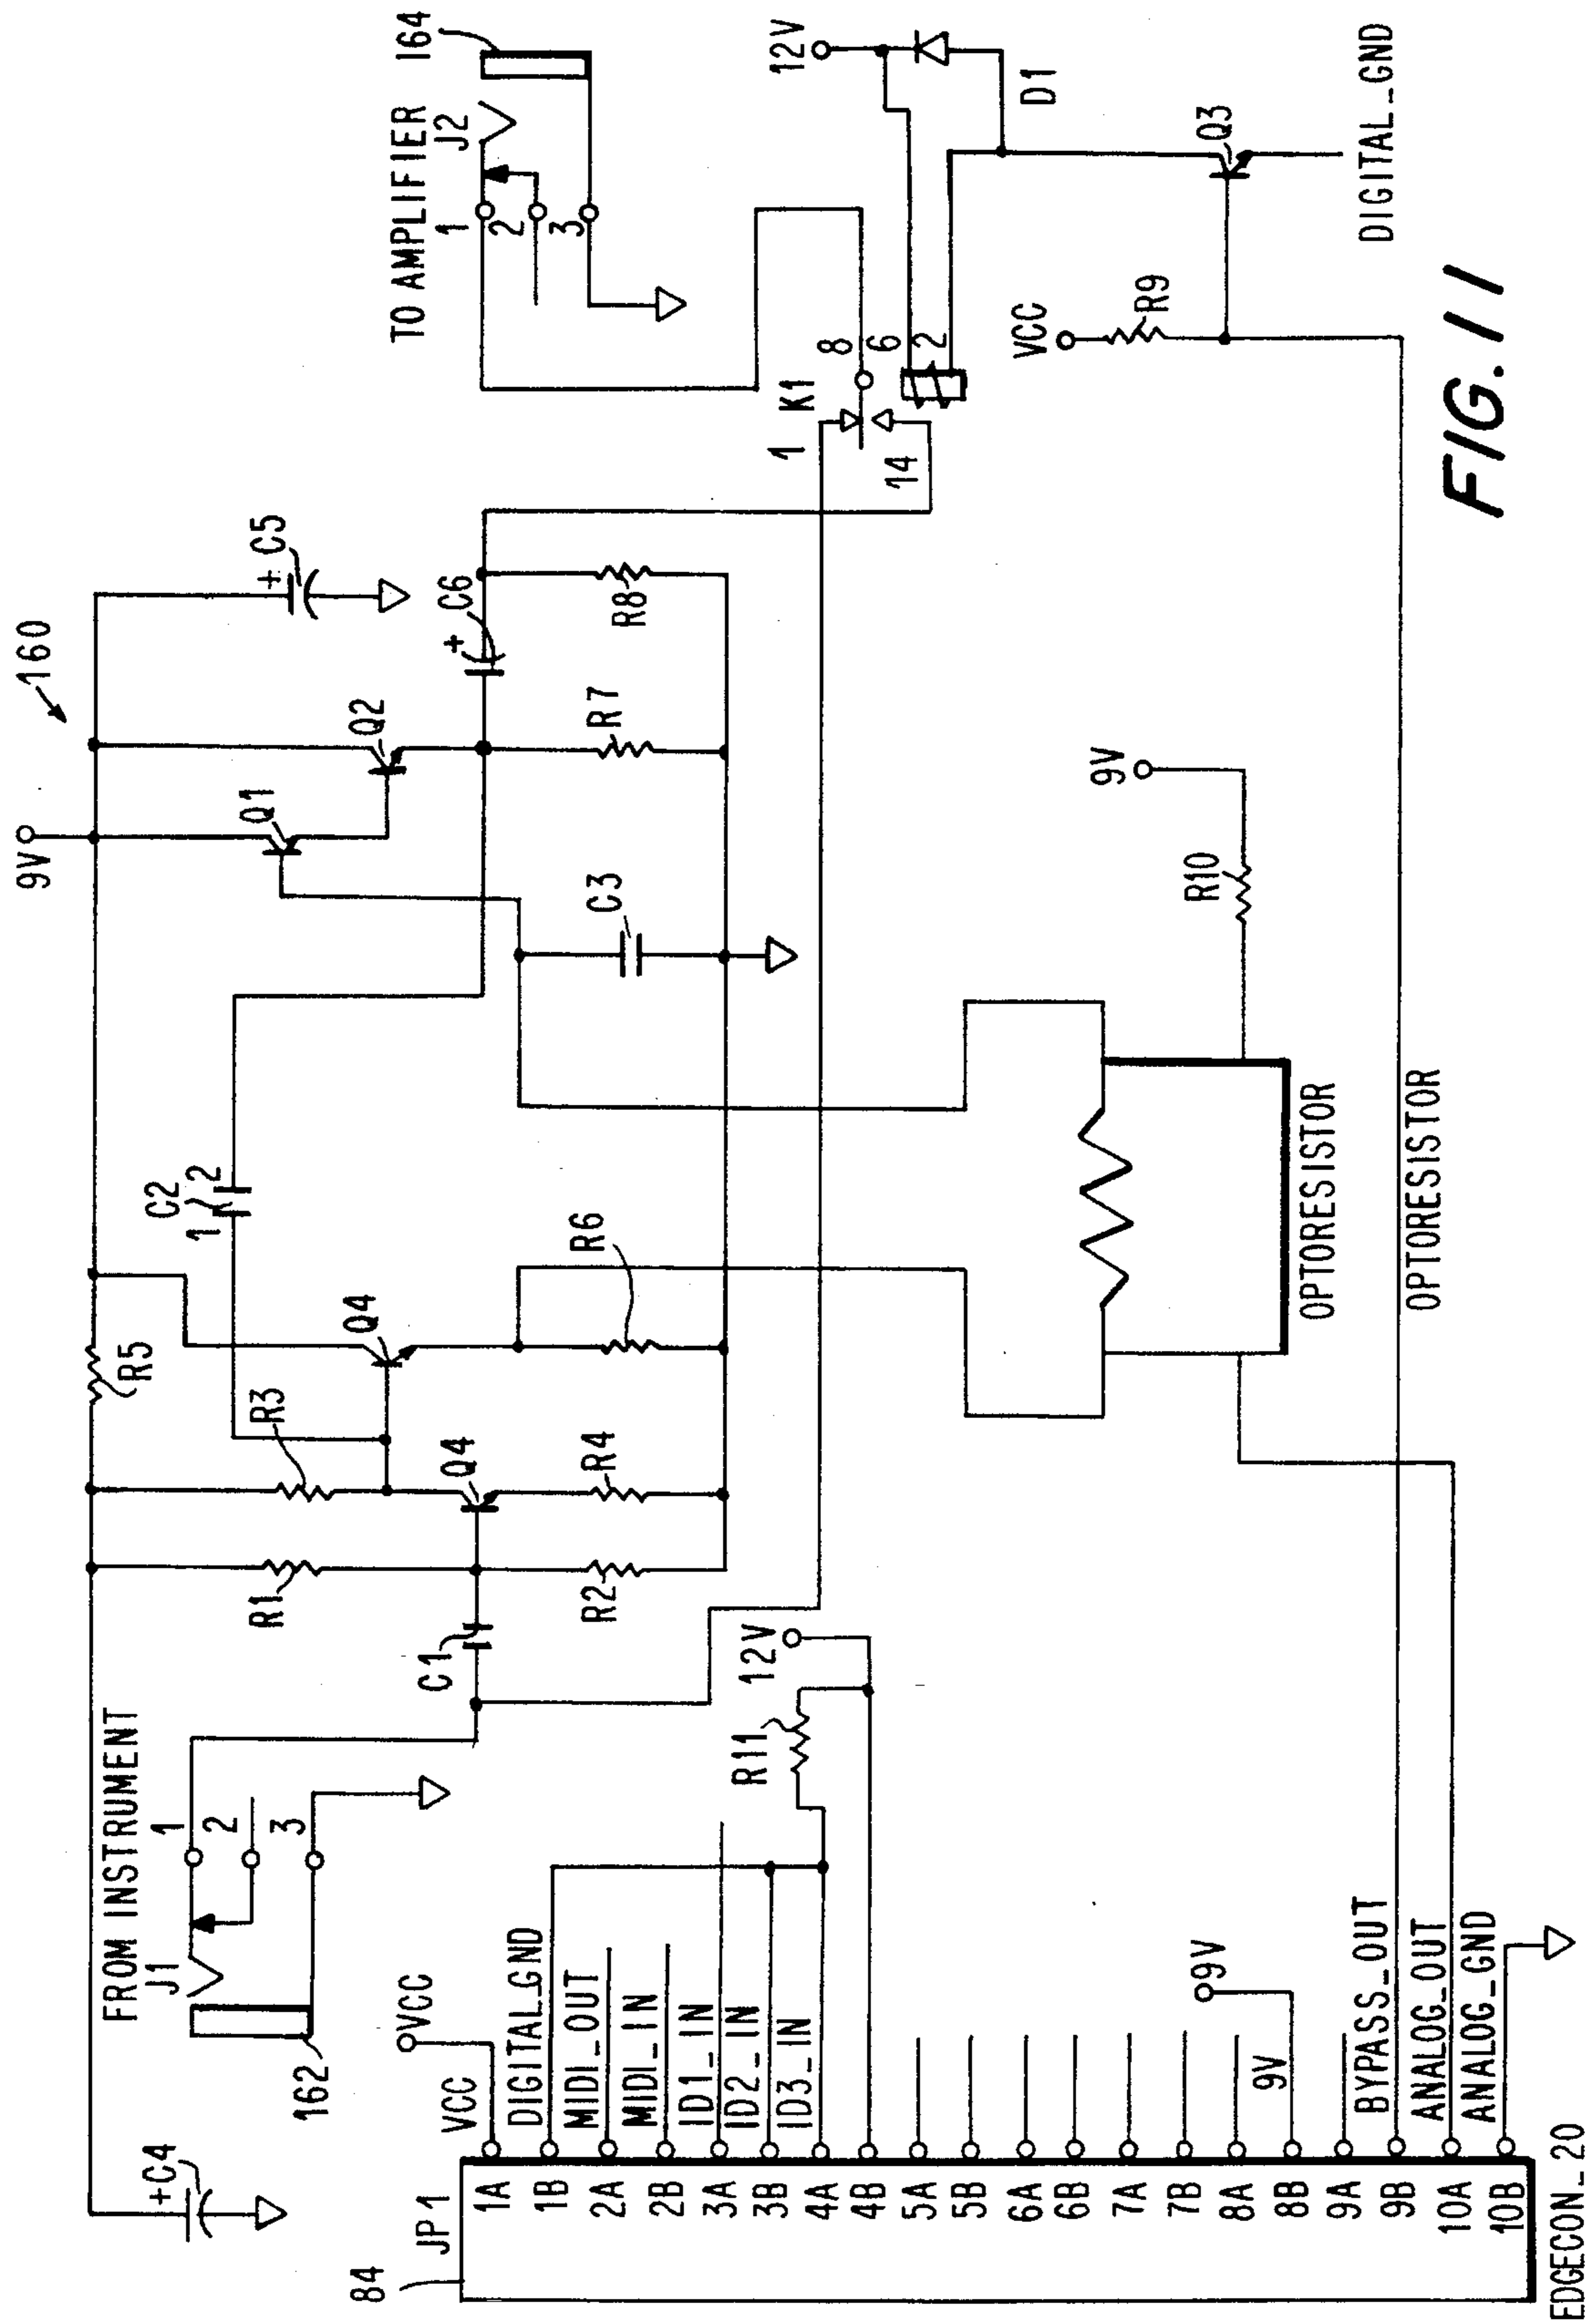 160
9V
FROM INSTRUMENT
J1
1
2
3
162
+C4
R5
R3
R1
C1
Q4
Q4
R4
R2
R6
C2
1
2
Q1
Q2
C3
R7
+
C6
R8
+
C5
TO AMPLIFIER
J2
1
2
3
164
K1
1
8
6
2
14
12V
D1
Q3
DIGITAL_GND
VCC
R9
9V
R10
OPTORESISTOR
OPTORESISTOR
12V
R11
84
JP1
VCC
VCC
1A
DIGITAL_GND
1B
MIDI_OUT
2A
MIDI_IN
2B
ID1_IN
3A
ID2_IN
3B
ID3_IN
4A
4B
5A
5B
6A
6B
7A
7B
8A
9V
9V
8B
9A
BYPASS_OUT
9B
ANALOG_OUT
10A
ANALOG_GND
10B
EDGECON_20
FIG. 11